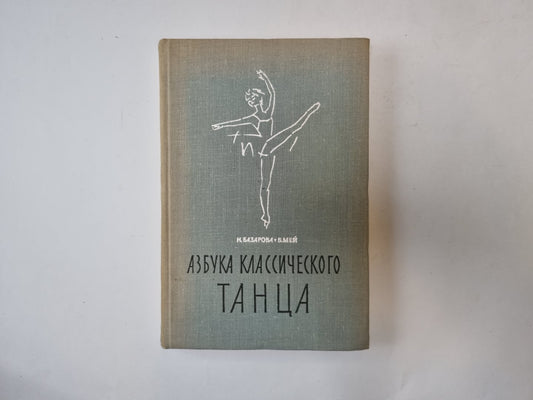 Н. БАЗАРОВА • В. МЕЙ
АЗБУКА КЛАССИЧЕСКОГО
ТАНЦА